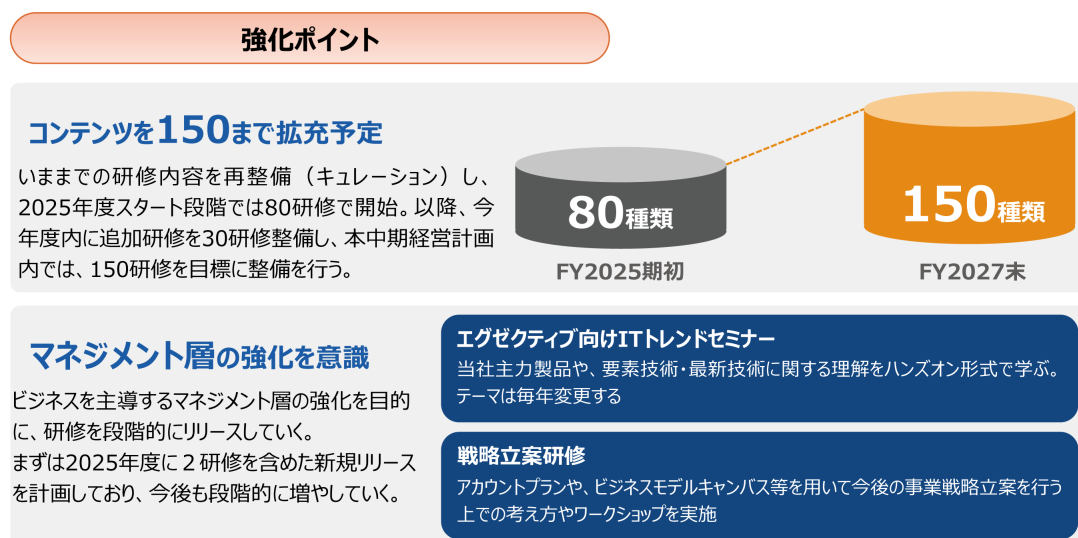 強化ポイント
コンテンツを150まで拡充予定
いままでの研修内容を再整備（キュレーション）し、
2025年度スタート段階では80研修で開始。以降、今
年度内に追加研修を30研修整備し、本中期経営計画
内では、150研修を目標に整備を行う。
80種類
150種類
FY2025期初
FY2027末
マネジメント層の強化を意識
ビジネスを主導するマネジメント層の強化を目的
に、研修を段階的にリリースしていく。
まずは2025年度に２研修を含めた新規リリース
を計画しており、今後も段階的に増やしていく。
エグゼクティブ向けITトレンドセミナー
当社主力製品や、要素技術・最新技術に関する理解をハンズオン形式で学ぶ。
テーマは毎年変更する
戦略立案研修
アカウントプランや、ビジネスモデルキャンバス等を用いて今後の事業戦略立案を行う
上での考え方やワークショップを実施